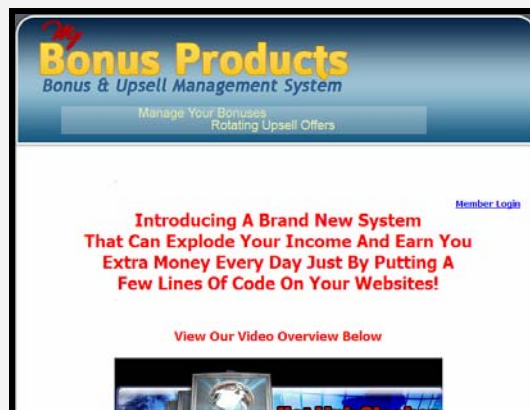 My
Bonus Products
Bonus & Upsell Management System
Manage Your Bonuses
Rotating Upsell Offers
Member Login
Introducing A Brand New System
That Can Explode Your Income And Earn You
Extra Money Every Day Just By Putting A
Few Lines Of Code On Your Websites!
View Our Video Overview Below